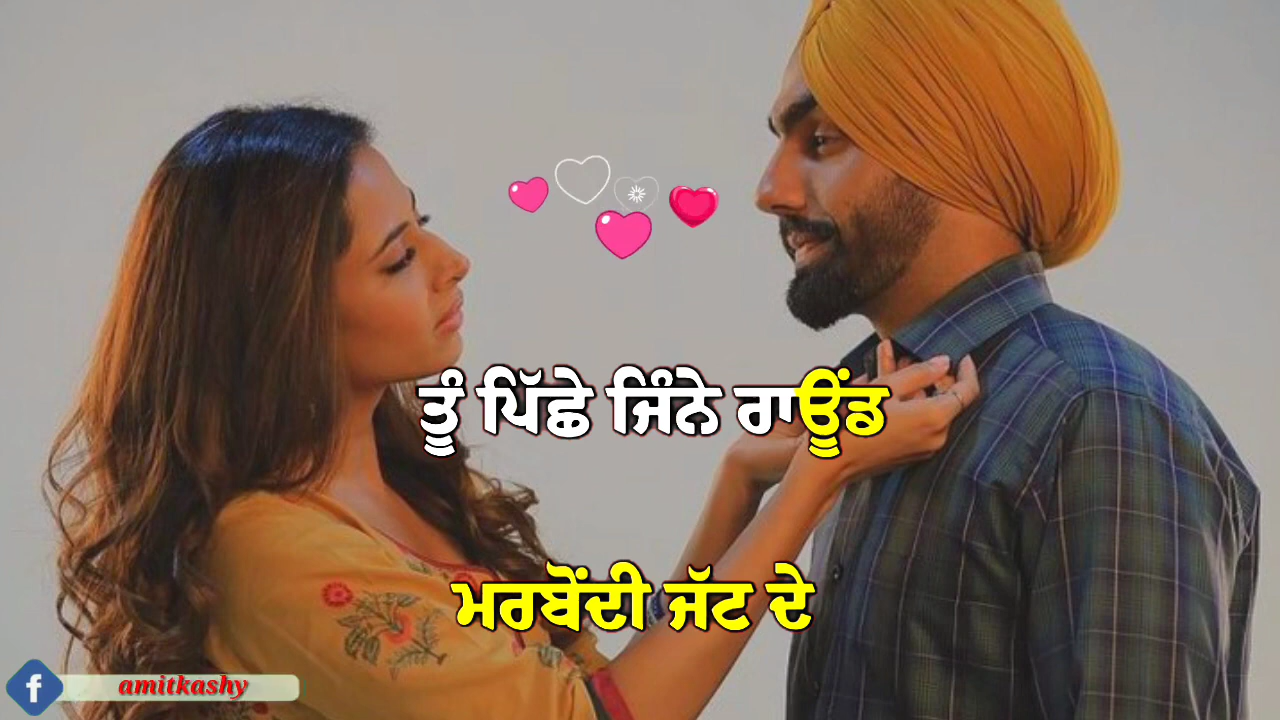 ਤੂੰ ਪਿੱਛੇ ਜਿੰਨੇ ਰਾਊਂਡ
ਮਰਬੋਂਦੀ ਜੱਟ ਦੇ
f amitkashy